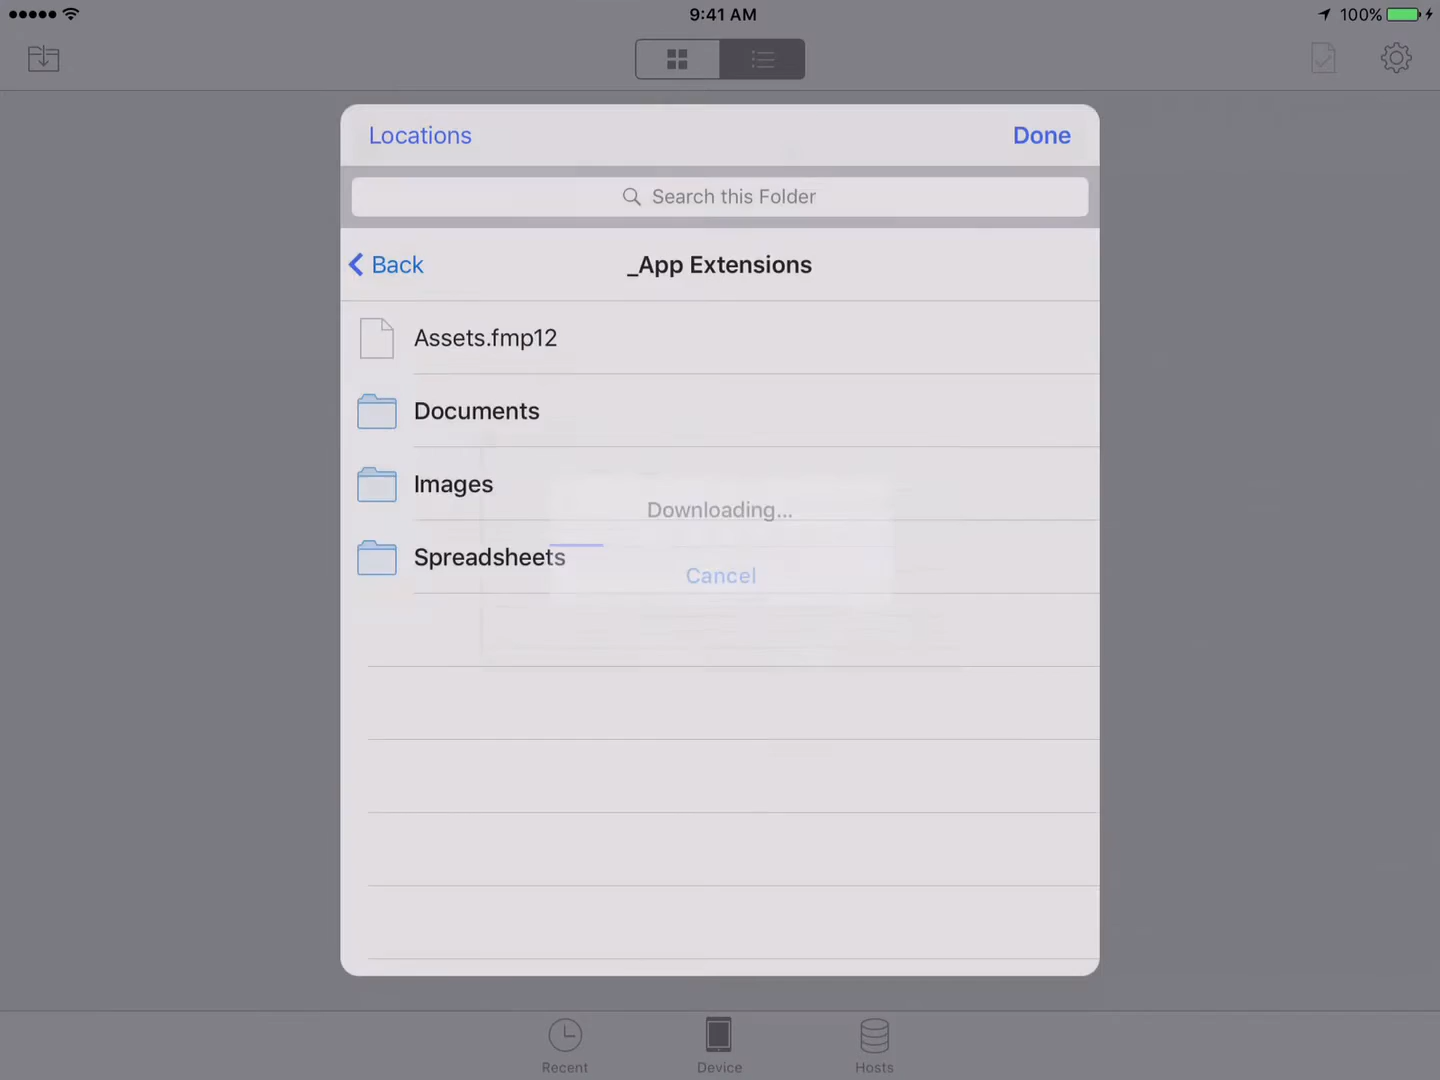 9:41 AM
100%
Locations
Done
Search this Folder
Back
_App Extensions
Assets.fmp12
Documents
Images
Downloading...
Spreadsheets
Cancel
Recent
Device
Hosts